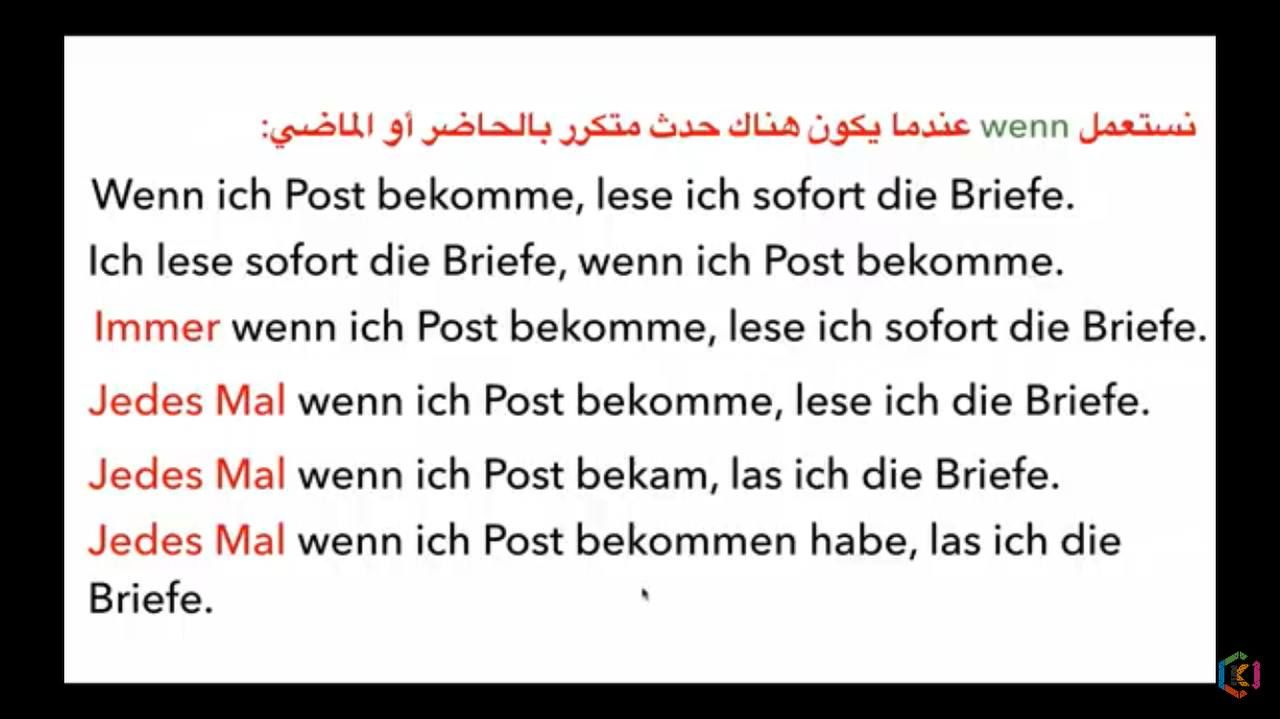 نستعمل wenn عندما يكون هناك حدث متكرر بالحاضر أو الماضي:
Wenn ich Post bekomme, lese ich sofort die Briefe.
Ich lese sofort die Briefe, wenn ich Post bekomme.
Immer wenn ich Post bekomme, lese ich sofort die Briefe.
Jedes Mal wenn ich Post bekomme, lese ich die Briefe.
Jedes Mal wenn ich Post bekam, las ich die Briefe.
Jedes Mal wenn ich Post bekommen habe, las ich die
Briefe.